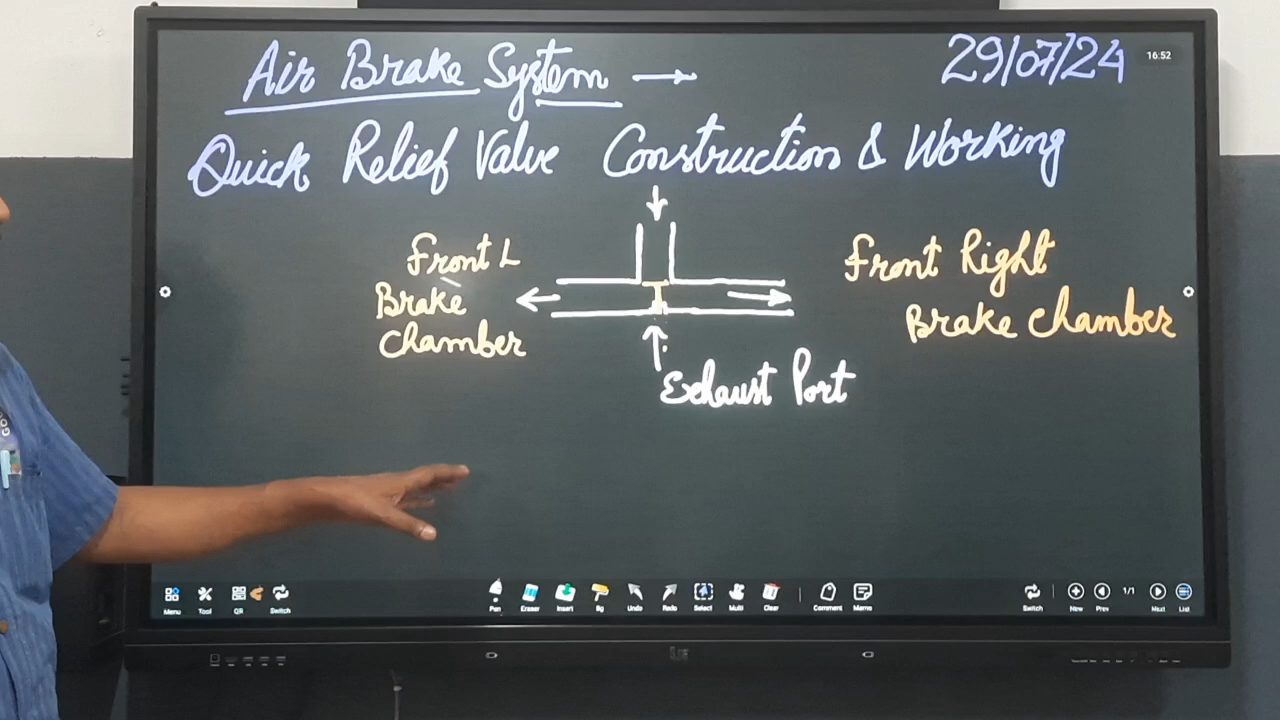 Air Brake System →
29/07/24
16:52
Quick Relief Valve Construction & Working
Front L
Brake
Chamber
Front Right
Brake Chamber
Exhaust Port
Menu Tool QR Switch
Pen Eraser Insert Bg Undo Redo Select Multi Clear Comment Memo
Switch New Prev 1/1 Next List